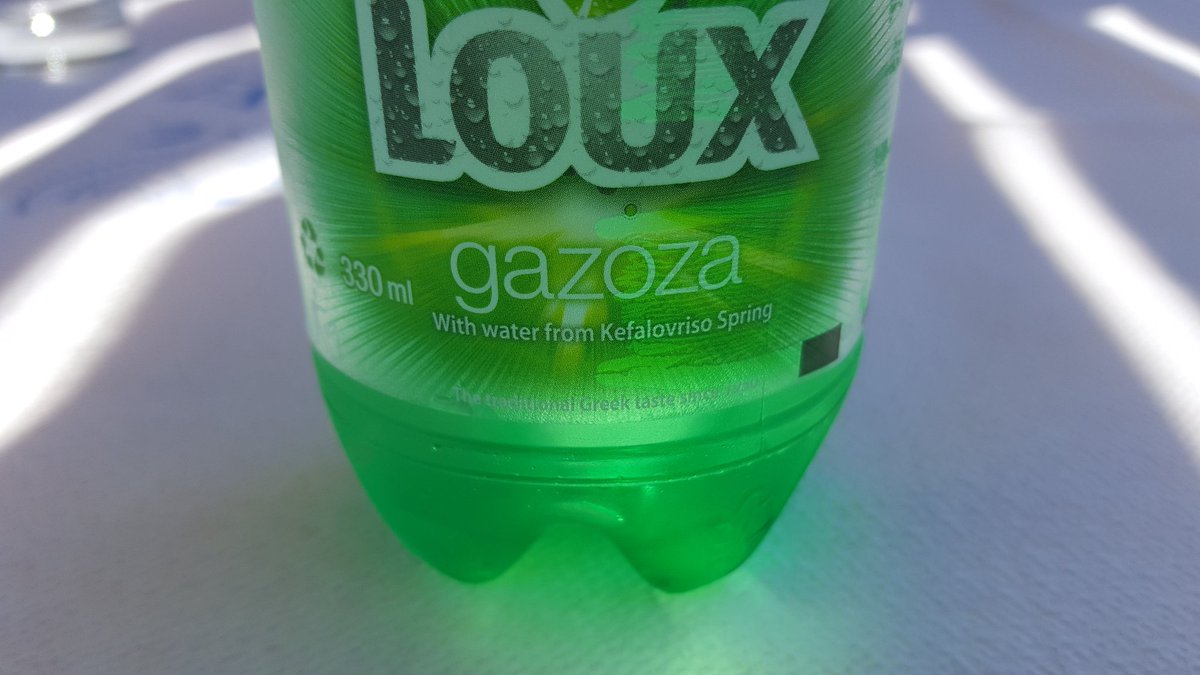 Loux
gazoza
330 ml
With water from Kefalovriso Spring
The traditional Greek taste since